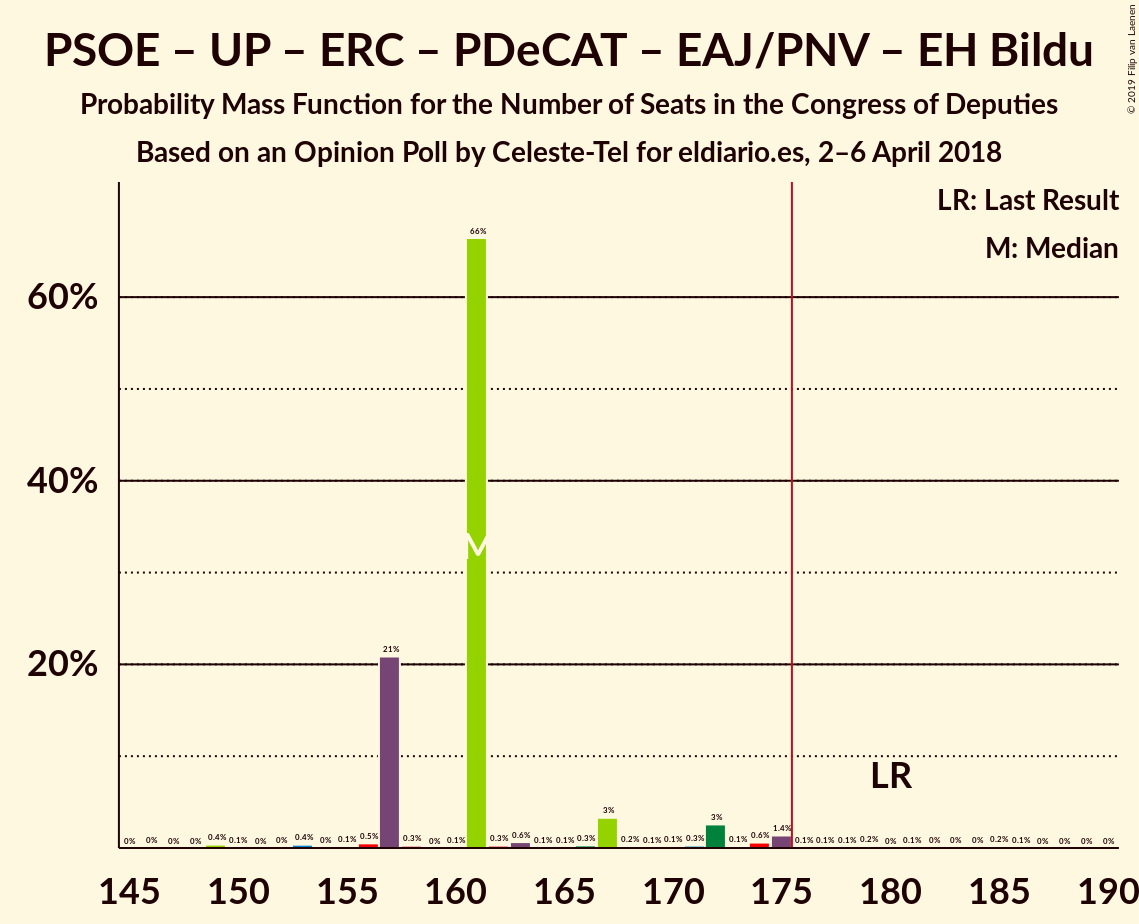 PSOE – UP – ERC – PDeCAT – EAJ/PNV – EH Bildu
Probability Mass Function for the Number of Seats in the Congress of Deputies
Based on an Opinion Poll by Celeste-Tel for eldiario.es, 2–6 April 2018
© 2019 Filip van Laenen
LR: Last Result
M: Median
60%
40%
20%
0% 0% 0% 0% 0.4% 0.1% 0% 0% 0.4% 0% 0.1% 0.5% 21% 0.3% 0% 0.1% 66% 0.3% 0.6% 0.1% 0.1% 0.3% 3% 0.2% 0.1% 0.1% 0.3% 3% 0.1% 0.6% 1.4% 0.1% 0.1% 0.1% 0.2% 0% 0.1% 0% 0% 0% 0.2% 0.1% 0% 0% 0% 0%
M
LR
145 150 155 160 165 170 175 180 185 190